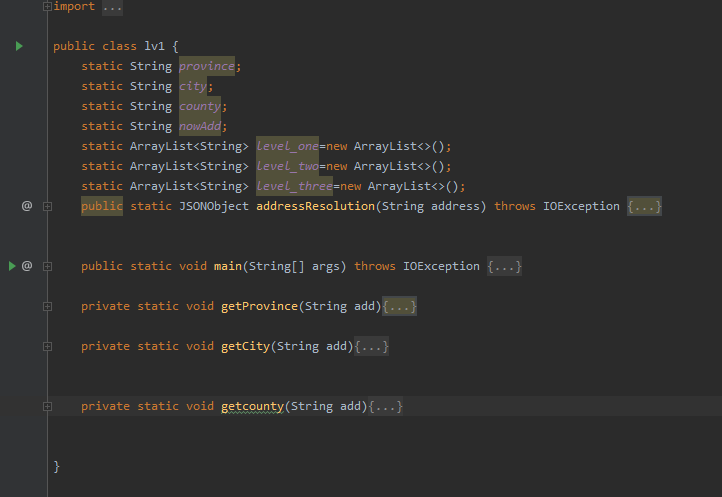 import ...
public class lv1 {
static String province;
static String city;
static String county;
static String nowAdd;
static ArrayList<String> level_one=new ArrayList<>();
static ArrayList<String> level_two=new ArrayList<>();
static ArrayList<String> level_three=new ArrayList<>();
@ public static JSONObject addressResolution(String address) throws IOException {...}
@ public static void main(String[] args) throws IOException {...}
private static void getProvince(String add){...}
private static void getCity(String add){...}
private static void getcounty(String add){...}
}